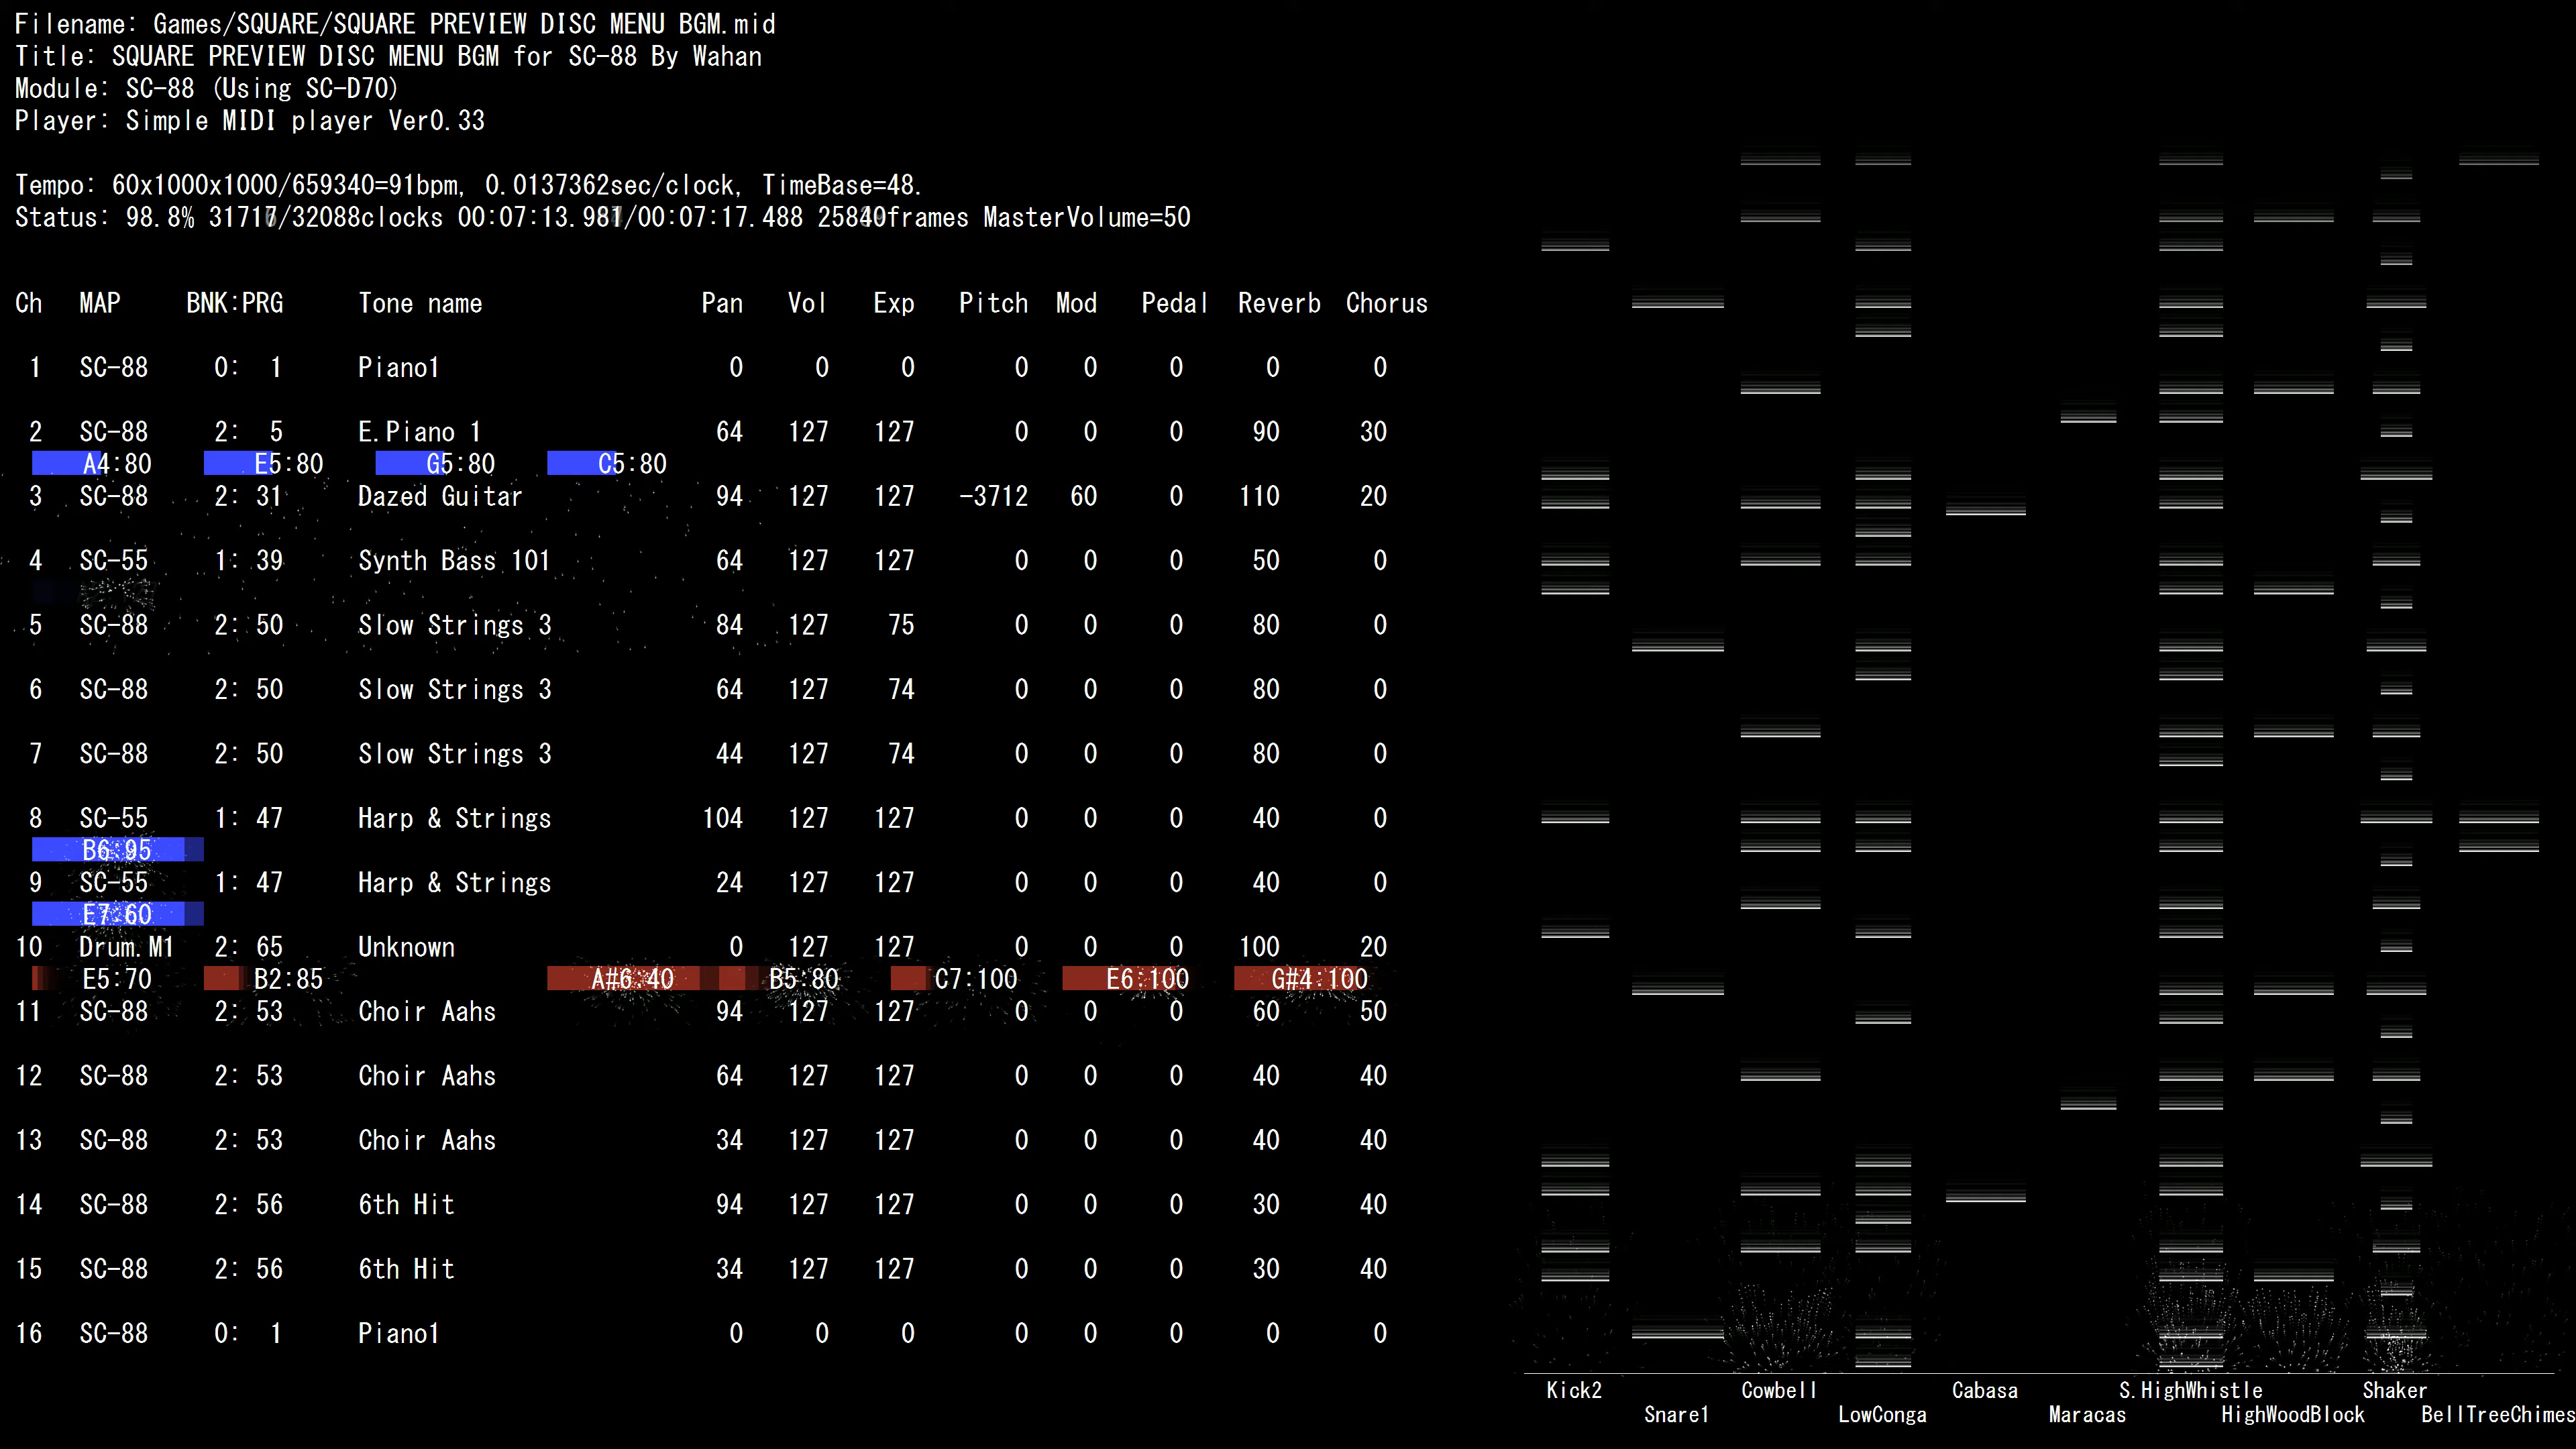 Filename: Games/SQUARE/SQUARE PREVIEW DISC MENU BGM.mid
Title: SQUARE PREVIEW DISC MENU BGM for SC-88 By Wahan
Module: SC-88 (Using SC-D70)
Player: Simple MIDI player Ver0.33
Tempo: 60x1000x1000/659340=91bpm, 0.0137362sec/clock, TimeBase=48.
Status: 98.8% /32088clocks /00:07:17.488 MasterVolume=50
Ch MAP BNK:PRG Tone name Pan Vol Exp Pitch Mod Pedal Reverb Chorus
1 SC-88 0: 1 Piano1 0 0 0 0 0 0 0 0
2 SC-88 2: 5 E.Piano 1 64 127 127 0 0 0 90 30
A4:80 E5:80 G5:80 C5:80
3 SC-88 2: 31 Dazed Guitar 94 127 127 -3712 60 0 110 20
4 SC-55 1: 39 Synth Bass 101 64 127 127 0 0 0 50 0
5 SC-88 2: 50 Slow Strings 3 84 127 75 0 0 0 80 0
6 SC-88 2: 50 Slow Strings 3 64 127 74 0 0 0 80 0
7 SC-88 2: 50 Slow Strings 3 44 127 74 0 0 0 80 0
8 SC-55 1: 47 Harp & Strings 104 127 127 0 0 0 40 0
B6:95
9 SC-55 1: 47 Harp & Strings 24 127 127 0 0 0 40 0
E7:60
10 Drum.M1 2: 65 Unknown 0 127 127 0 0 0 100 20
E5:70 B2:85 A#6:40 B5:80 C7:100 E6:100 G#4:100
11 SC-88 2: 53 Choir Aahs 94 127 127 0 0 0 60 50
12 SC-88 2: 53 Choir Aahs 64 127 127 0 0 0 40 40
13 SC-88 2: 53 Choir Aahs 34 127 127 0 0 0 40 40
14 SC-88 2: 56 6th Hit 94 127 127 0 0 0 30 40
15 SC-88 2: 56 6th Hit 34 127 127 0 0 0 30 40
16 SC-88 0: 1 Piano1 0 0 0 0 0 0 0 0
Kick2 Cowbell Cabasa S.HighWhistle Shaker
Snare1 LowConga Maracas HighWoodBlock BellTreeChimes